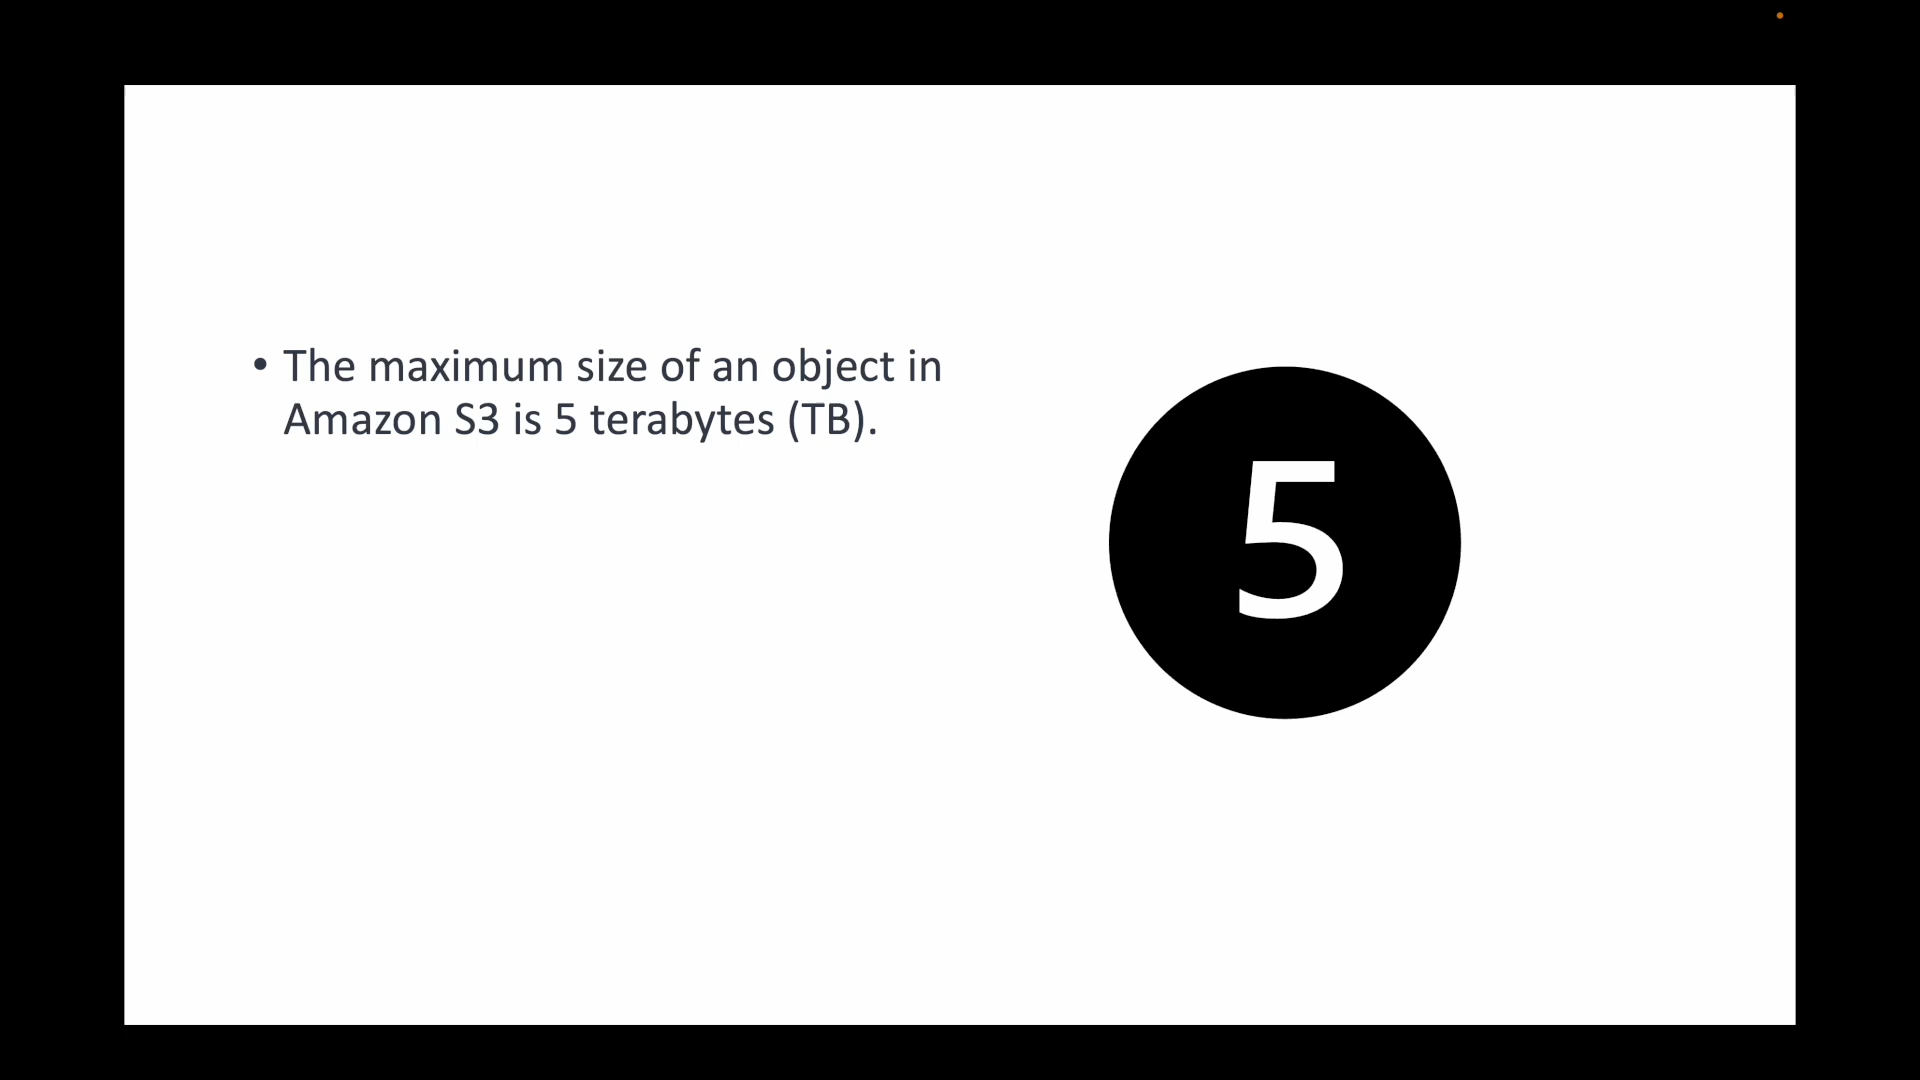 • The maximum size of an object in
Amazon S3 is 5 terabytes (TB).
5